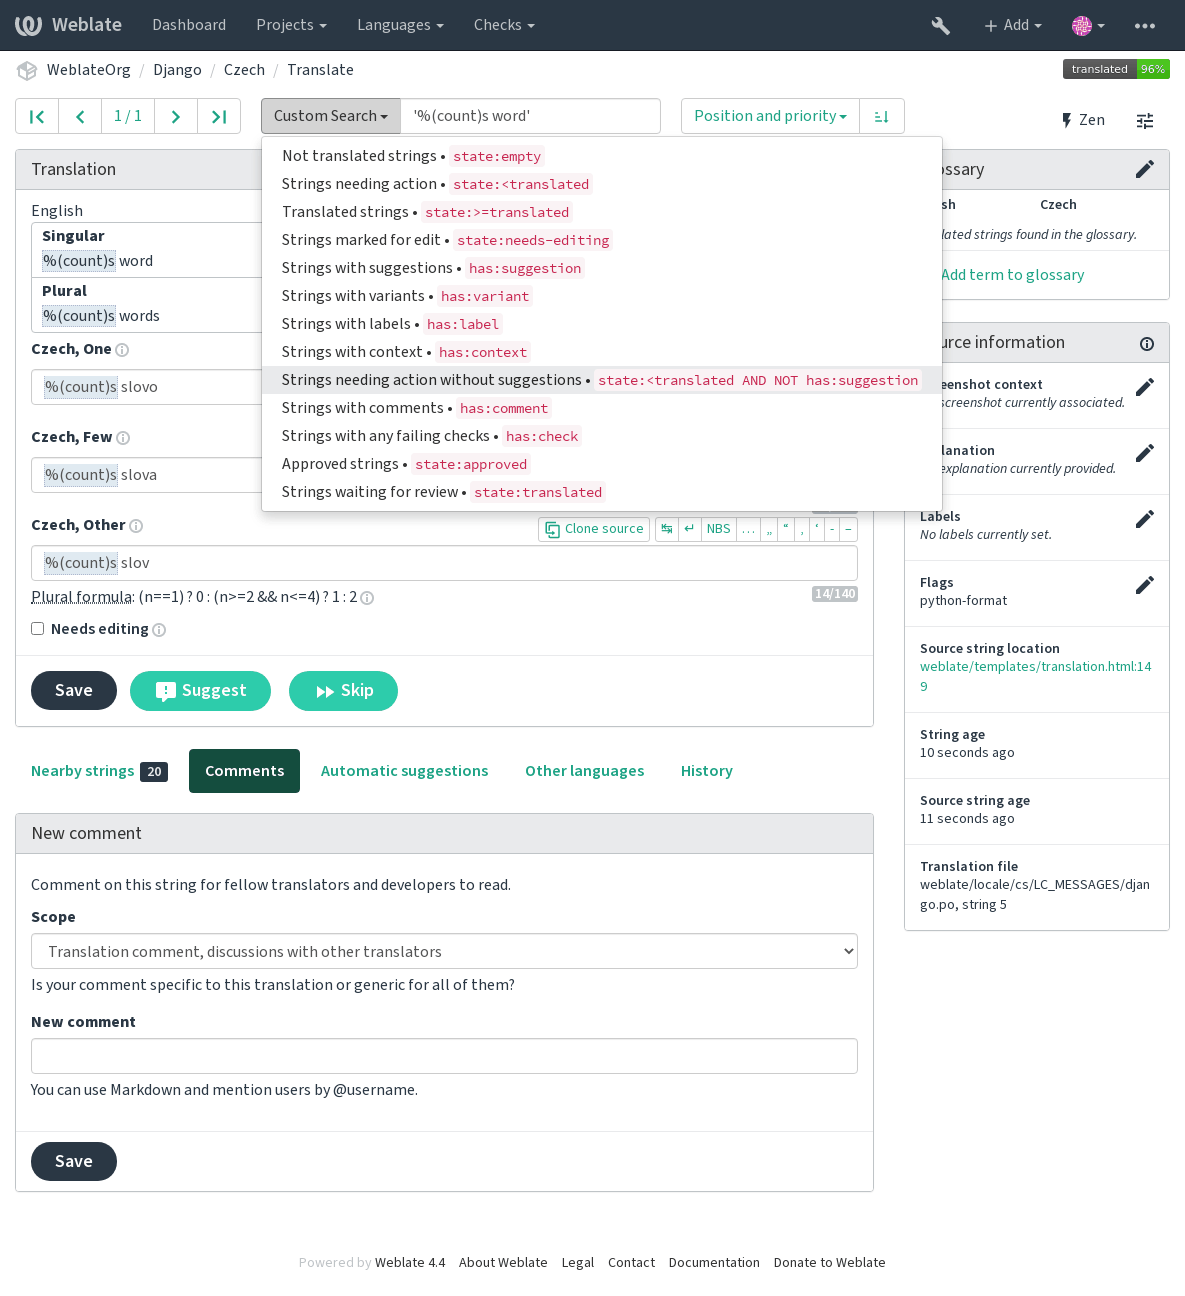 Weblate Dashboard Projects Languages Checks Add
WeblateOrg / Django / Czech / Translate translated 96%
1 / 1 Custom Search '%(count)s word' Position and priority Zen
Not translated strings • state:empty
Strings needing action • state:<translated
Translated strings • state:>=translated
Strings marked for edit • state:needs-editing
Strings with suggestions • has:suggestion
Strings with variants • has:variant
Strings with labels • has:label
Strings with context • has:context
Strings needing action without suggestions • state:<translated AND NOT has:suggestion
Strings with comments • has:comment
Strings with any failing checks • has:check
Approved strings • state:approved
Strings waiting for review • state:translated
Translation
English
Singular
%(count)s word
Plural
%(count)s words
Czech, One
%(count)s slovo
Czech, Few
%(count)s slova
Czech, Other
Clone source ↹ ↵ NBS … „ “ ‚ ‘ - –
%(count)s slov
Plural formula: (n==1) ? 0 : (n>=2 && n<=4) ? 1 : 2
14/140
Needs editing
Save Suggest Skip
Nearby strings 20 Comments Automatic suggestions Other languages History
New comment
Comment on this string for fellow translators and developers to read.
Scope
Translation comment, discussions with other translators
Is your comment specific to this translation or generic for all of them?
New comment
You can use Markdown and mention users by @username.
Save
ossary
sh Czech
lated strings found in the glossary.
Add term to glossary
urce information
eenshot context
screenshot currently associated.
lanation
explanation currently provided.
Labels
No labels currently set.
Flags
python-format
Source string location
weblate/templates/translation.html:14
9
String age
10 seconds ago
Source string age
11 seconds ago
Translation file
weblate/locale/cs/LC_MESSAGES/djan
go.po, string 5
Powered by Weblate 4.4 About Weblate Legal Contact Documentation Donate to Weblate